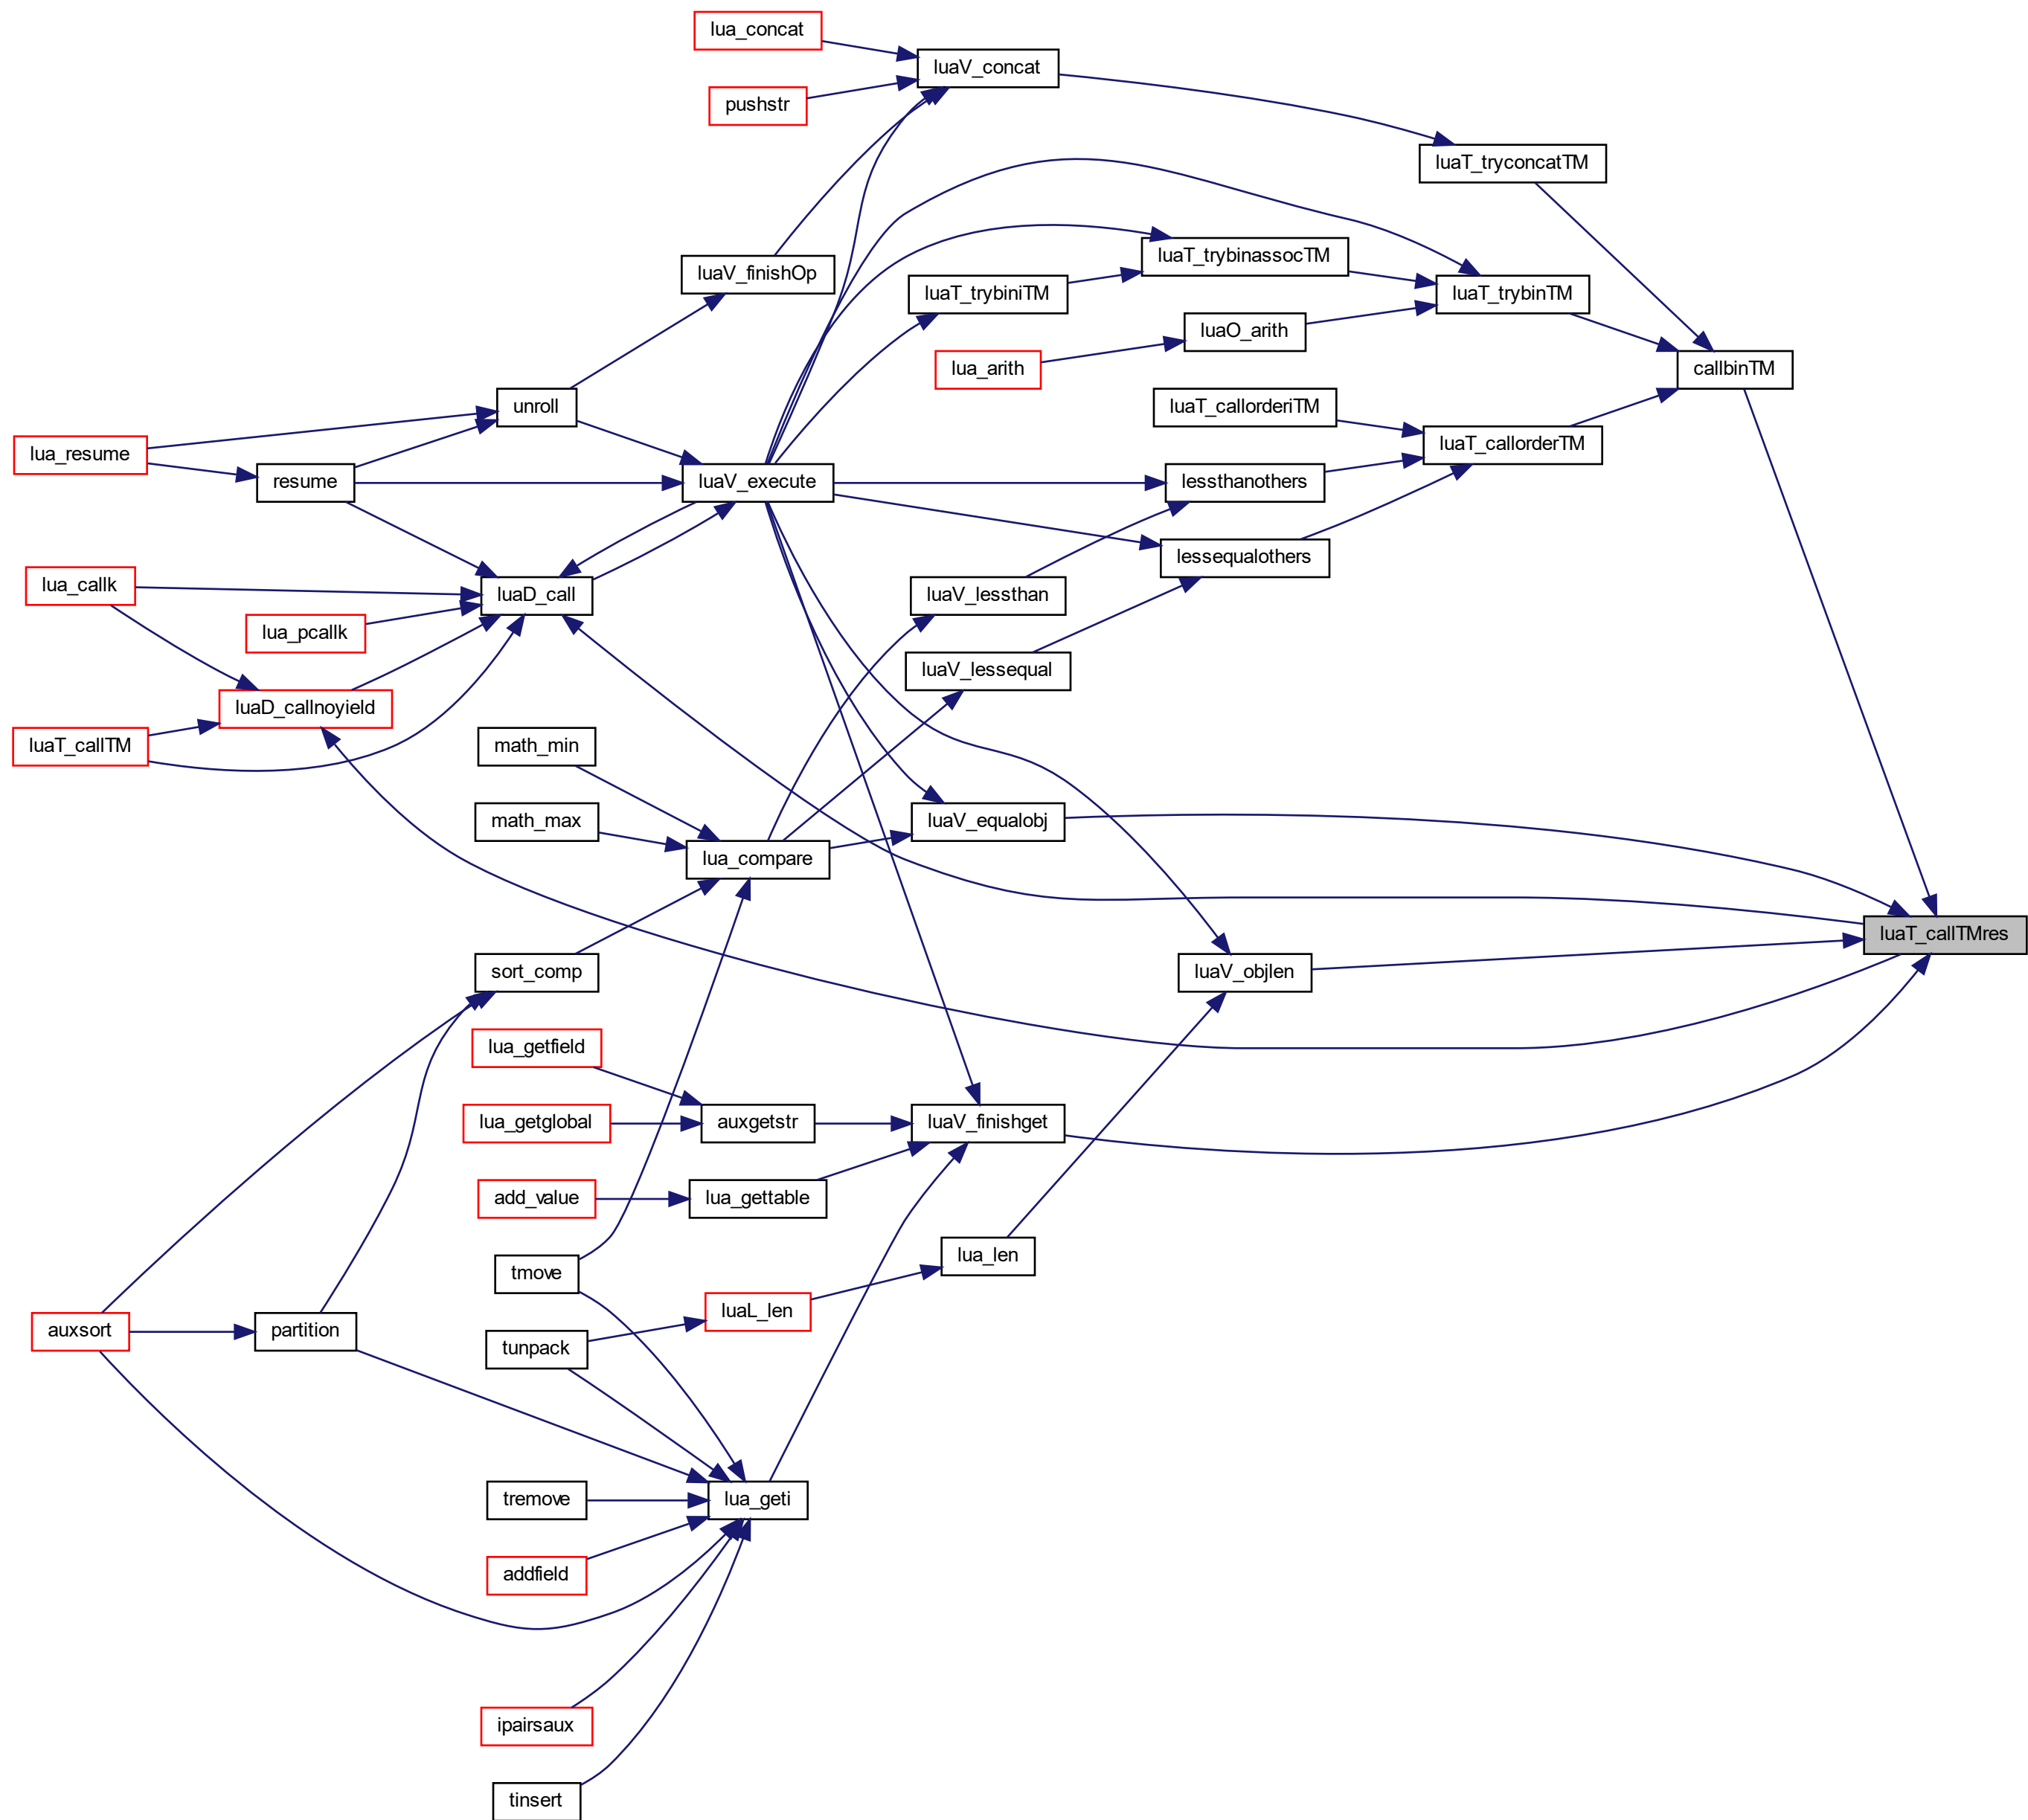 lua_concat
luaV_concat
pushstr
luaT_tryconcatTM
luaT_trybinassocTM
luaV_finishOp
luaT_trybiniTM
luaT_trybinTM
luaO_arith
lua_arith
callbinTM
unroll
luaT_callorderiTM
luaT_callorderTM
lua_resume
resume
luaV_execute
lessthanothers
lessequalothers
lua_callk
luaD_call
luaV_lessthan
lua_pcallk
luaV_lessequal
luaD_callnoyield
luaT_callTM
math_min
math_max
luaV_equalobj
lua_compare
luaT_callTMres
sort_comp
luaV_objlen
lua_getfield
lua_getglobal
auxgetstr
luaV_finishget
add_value
lua_gettable
lua_len
tmove
luaL_len
auxsort
partition
tunpack
tremove
lua_geti
addfield
ipairsaux
tinsert